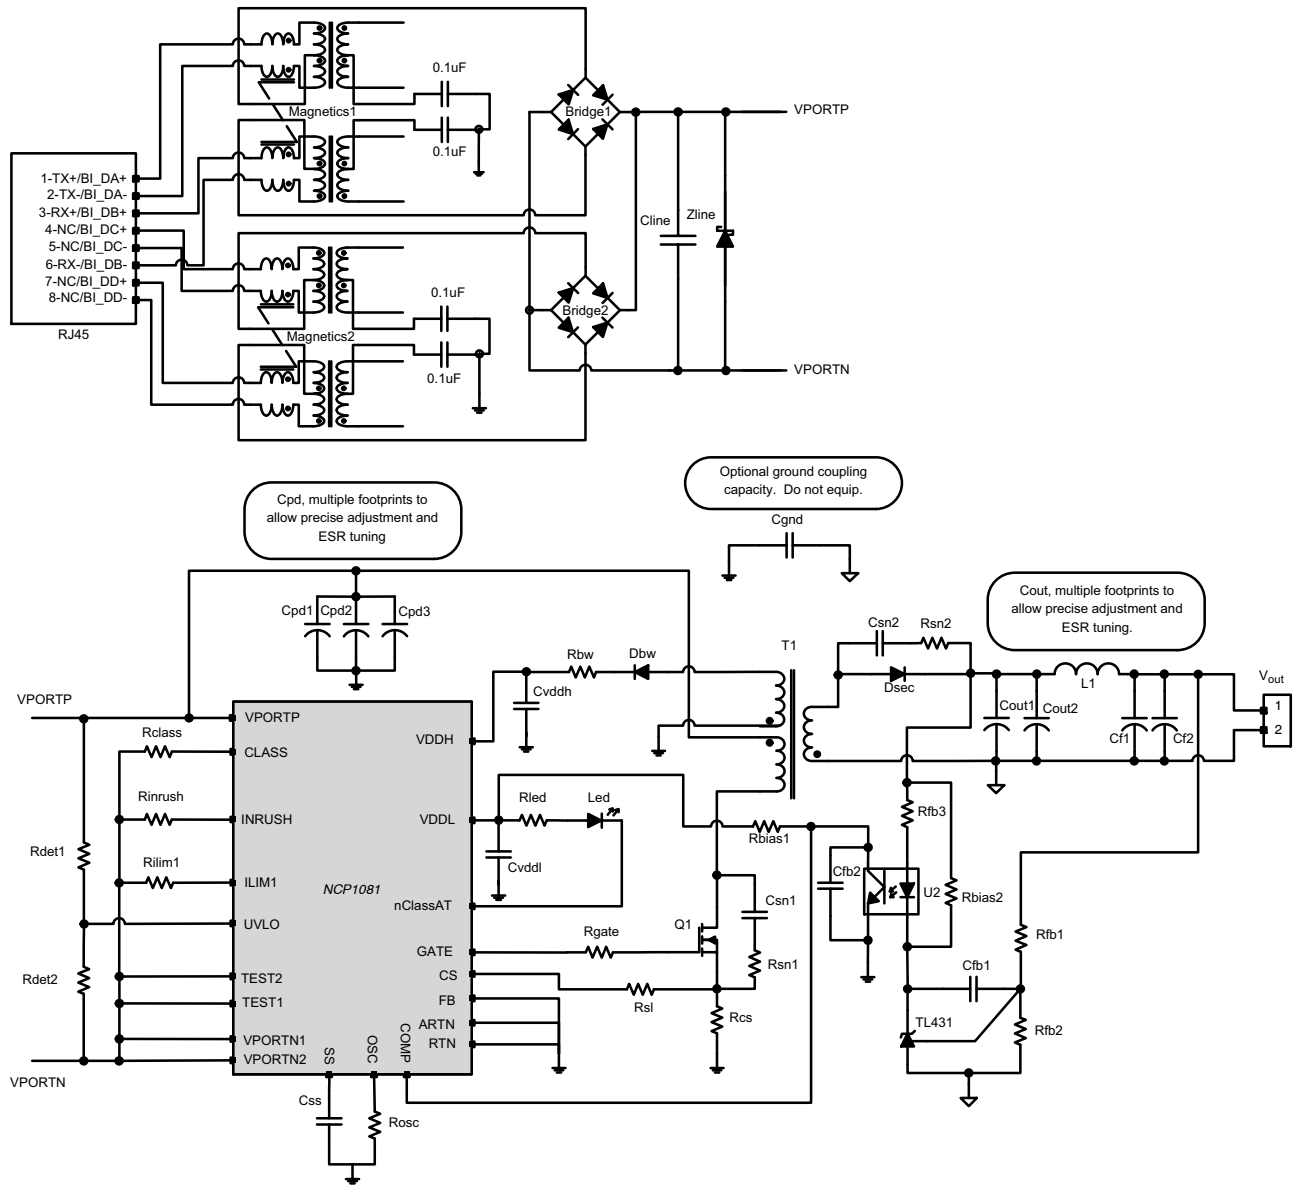 0.1uF
Magnetics1
0.1uF
Bridge1
VPORTP
1-TX+/BI_DA+
2-TX-/BI_DA-
3-RX+/BI_DB+
4-NC/BI_DC+
5-NC/BI_DC-
6-RX-/BI_DB-
7-NC/BI_DD+
8-NC/BI_DD-
RJ45
Cline
Zline
0.1uF
Magnetics2
0.1uF
Bridge2
VPORTN
Optional ground coupling
capacity. Do not equip.
Cgnd
Cpd, multiple footprints to
allow precise adjustment and
ESR tuning
Cout, multiple footprints to
allow precise adjustment and
ESR tuning.
Cpd1
Cpd2
Cpd3
Rbw
Dbw
Cvddh
T1
Csn2
Rsn2
Dsec
L1
Cout1
Cout2
Cf1
Cf2
Vout
1
2
VPORTP
VPORTP
Rclass
CLASS
VDDH
Rinrush
INRUSH
VDDL
Rled
Led
Rbias1
Rfb3
Rdet1
Rilim1
ILIM1
Cvddl
Cfb2
U2
Rbias2
NCP1081
nClassAT
Csn1
UVLO
Q1
Rgate
GATE
Rfb1
Rdet2
TEST2
CS
Rsl
Rsn1
Cfb1
TEST1
FB
Rcs
TL431
Rfb2
ARTN
VPORTN1
RTN
VPORTN2
VPORTN
SS
OSC
COMP
Css
Rosc